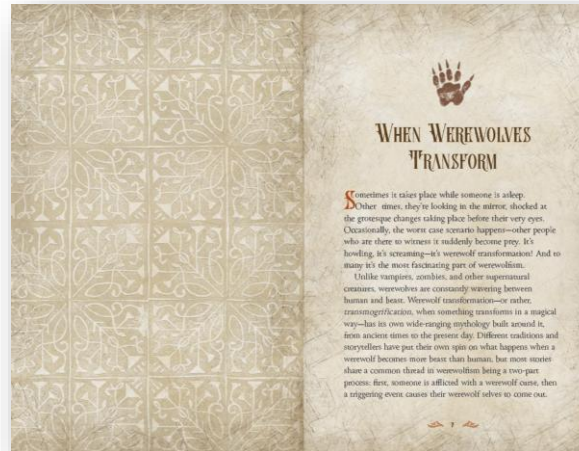 When Werewolves
Transform
Sometimes it takes place while someone is asleep.
Other times, they're looking in the mirror, shocked at
the grotesque changes taking place before their very eyes.
Occasionally, the worst case scenario happens—other people
who are there to witness it suddenly become prey. It's
howling, it's screaming—it's werewolf transformation! And to
many it's the most fascinating part of werewolfism.
Unlike vampires, zombies, and other supernatural
creatures, werewolves are constantly wavering between
human and beast. Werewolf transformation—or rather,
transmogrification, when something transforms in a magical
way—has its own wide-ranging mythology built around it,
from ancient times to the present day. Different traditions and
storytellers have put their own spin on what happens when a
werewolf becomes more beast than human, but most stories
share a common thread in werewolfism being a two-part
process: first, someone is afflicted with a werewolf curse, then
a triggering event causes their werewolf selves to come out.